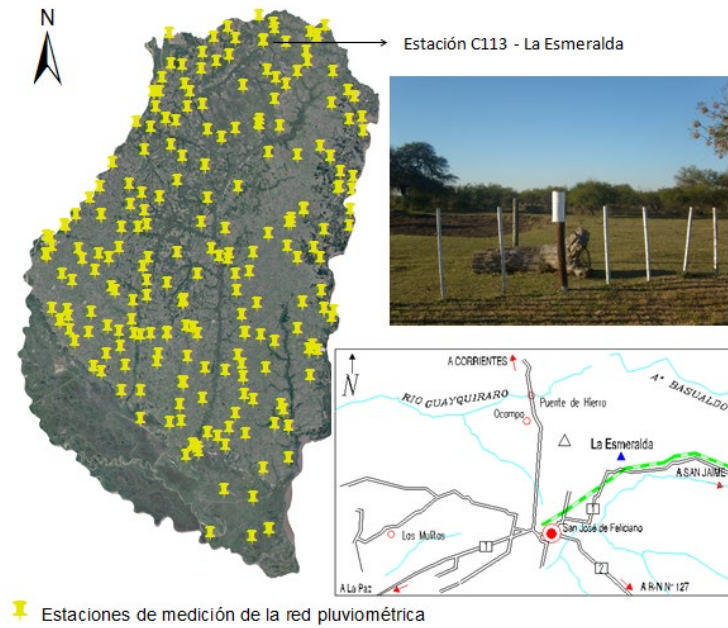 N
Estación C113 - La Esmeralda
N
A CORRIENTES
RIO GUAYQUIRARO
Puente de Hierro
Ocampo
A° BASUALDO
La Esmeralda
A SAN JAIME
1
San José de Feliciano
Los Mulitos
1
2
A La Paz
A R-N N° 127
Estaciones de medición de la red pluviométrica